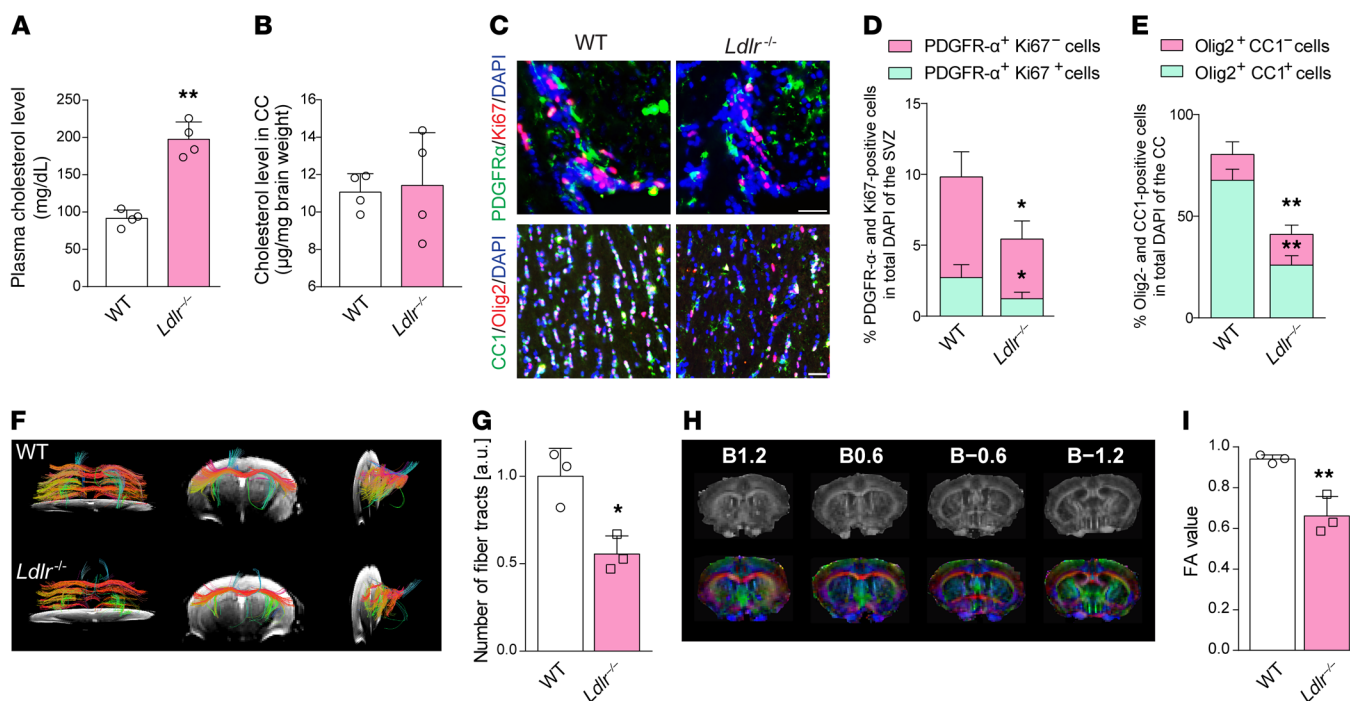 A
Plasma cholesterol level
(mg/dL)
250
200
150
100
50
0
**
WT
Ldlr-/-
B
Cholesterol level in CC
(µg/mg brain weight)
16
14
12
10
8
6
WT
Ldlr-/-
C
WT
Ldlr-/-
PDGFRα/Ki67/DAPI
CC1/Olig2/DAPI
D
PDGFR-α+ Ki67− cells
PDGFR-α+ Ki67 + cells
% PDGFR-α- and Ki67-positive cells
in total DAPI of the SVZ
15
10
5
0
*
*
WT
Ldlr-/-
E
Olig2+ CC1− cells
Olig2+ CC1+ cells
% Olig2- and CC1-positive cells
in total DAPI of the CC
100
50
0
**
**
WT
Ldlr-/-
F
WT
Ldlr-/-
G
Number of fiber tracts [a.u.]
1.0
0.5
0.0
*
WT
Ldlr-/-
H
B1.2
B0.6
B−0.6
B−1.2
I
FA value
1.0
0.8
0.6
0.4
0.2
0.0
**
WT
Ldlr-/-